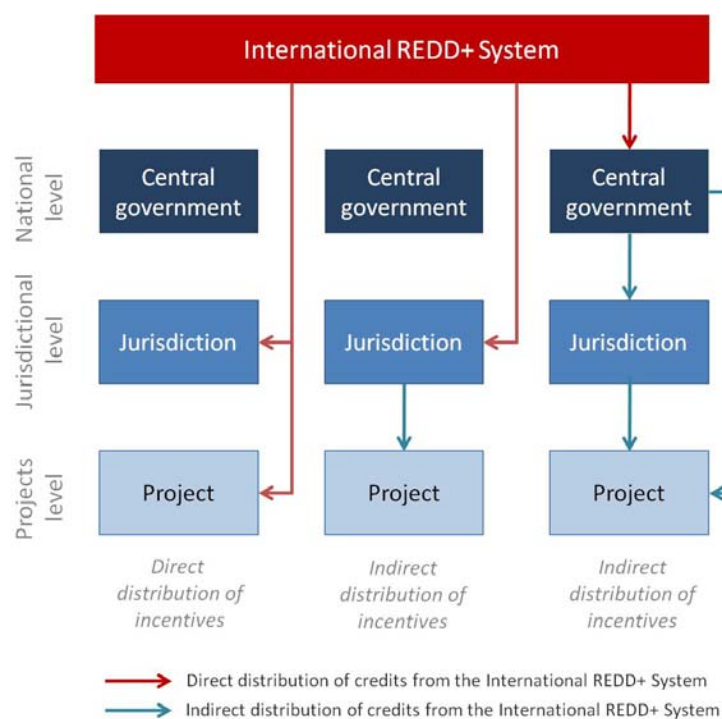 International REDD+ System
National
level
Central
government
Central
government
Central
government
Jurisdictional
level
Jurisdiction
Jurisdiction
Jurisdiction
Projects
level
Project
Project
Project
Direct
distribution of
incentives
Indirect
distribution of
incentives
Indirect
distribution of
incentives
Direct distribution of credits from the International REDD+ System
Indirect distribution of credits from the International REDD+ System